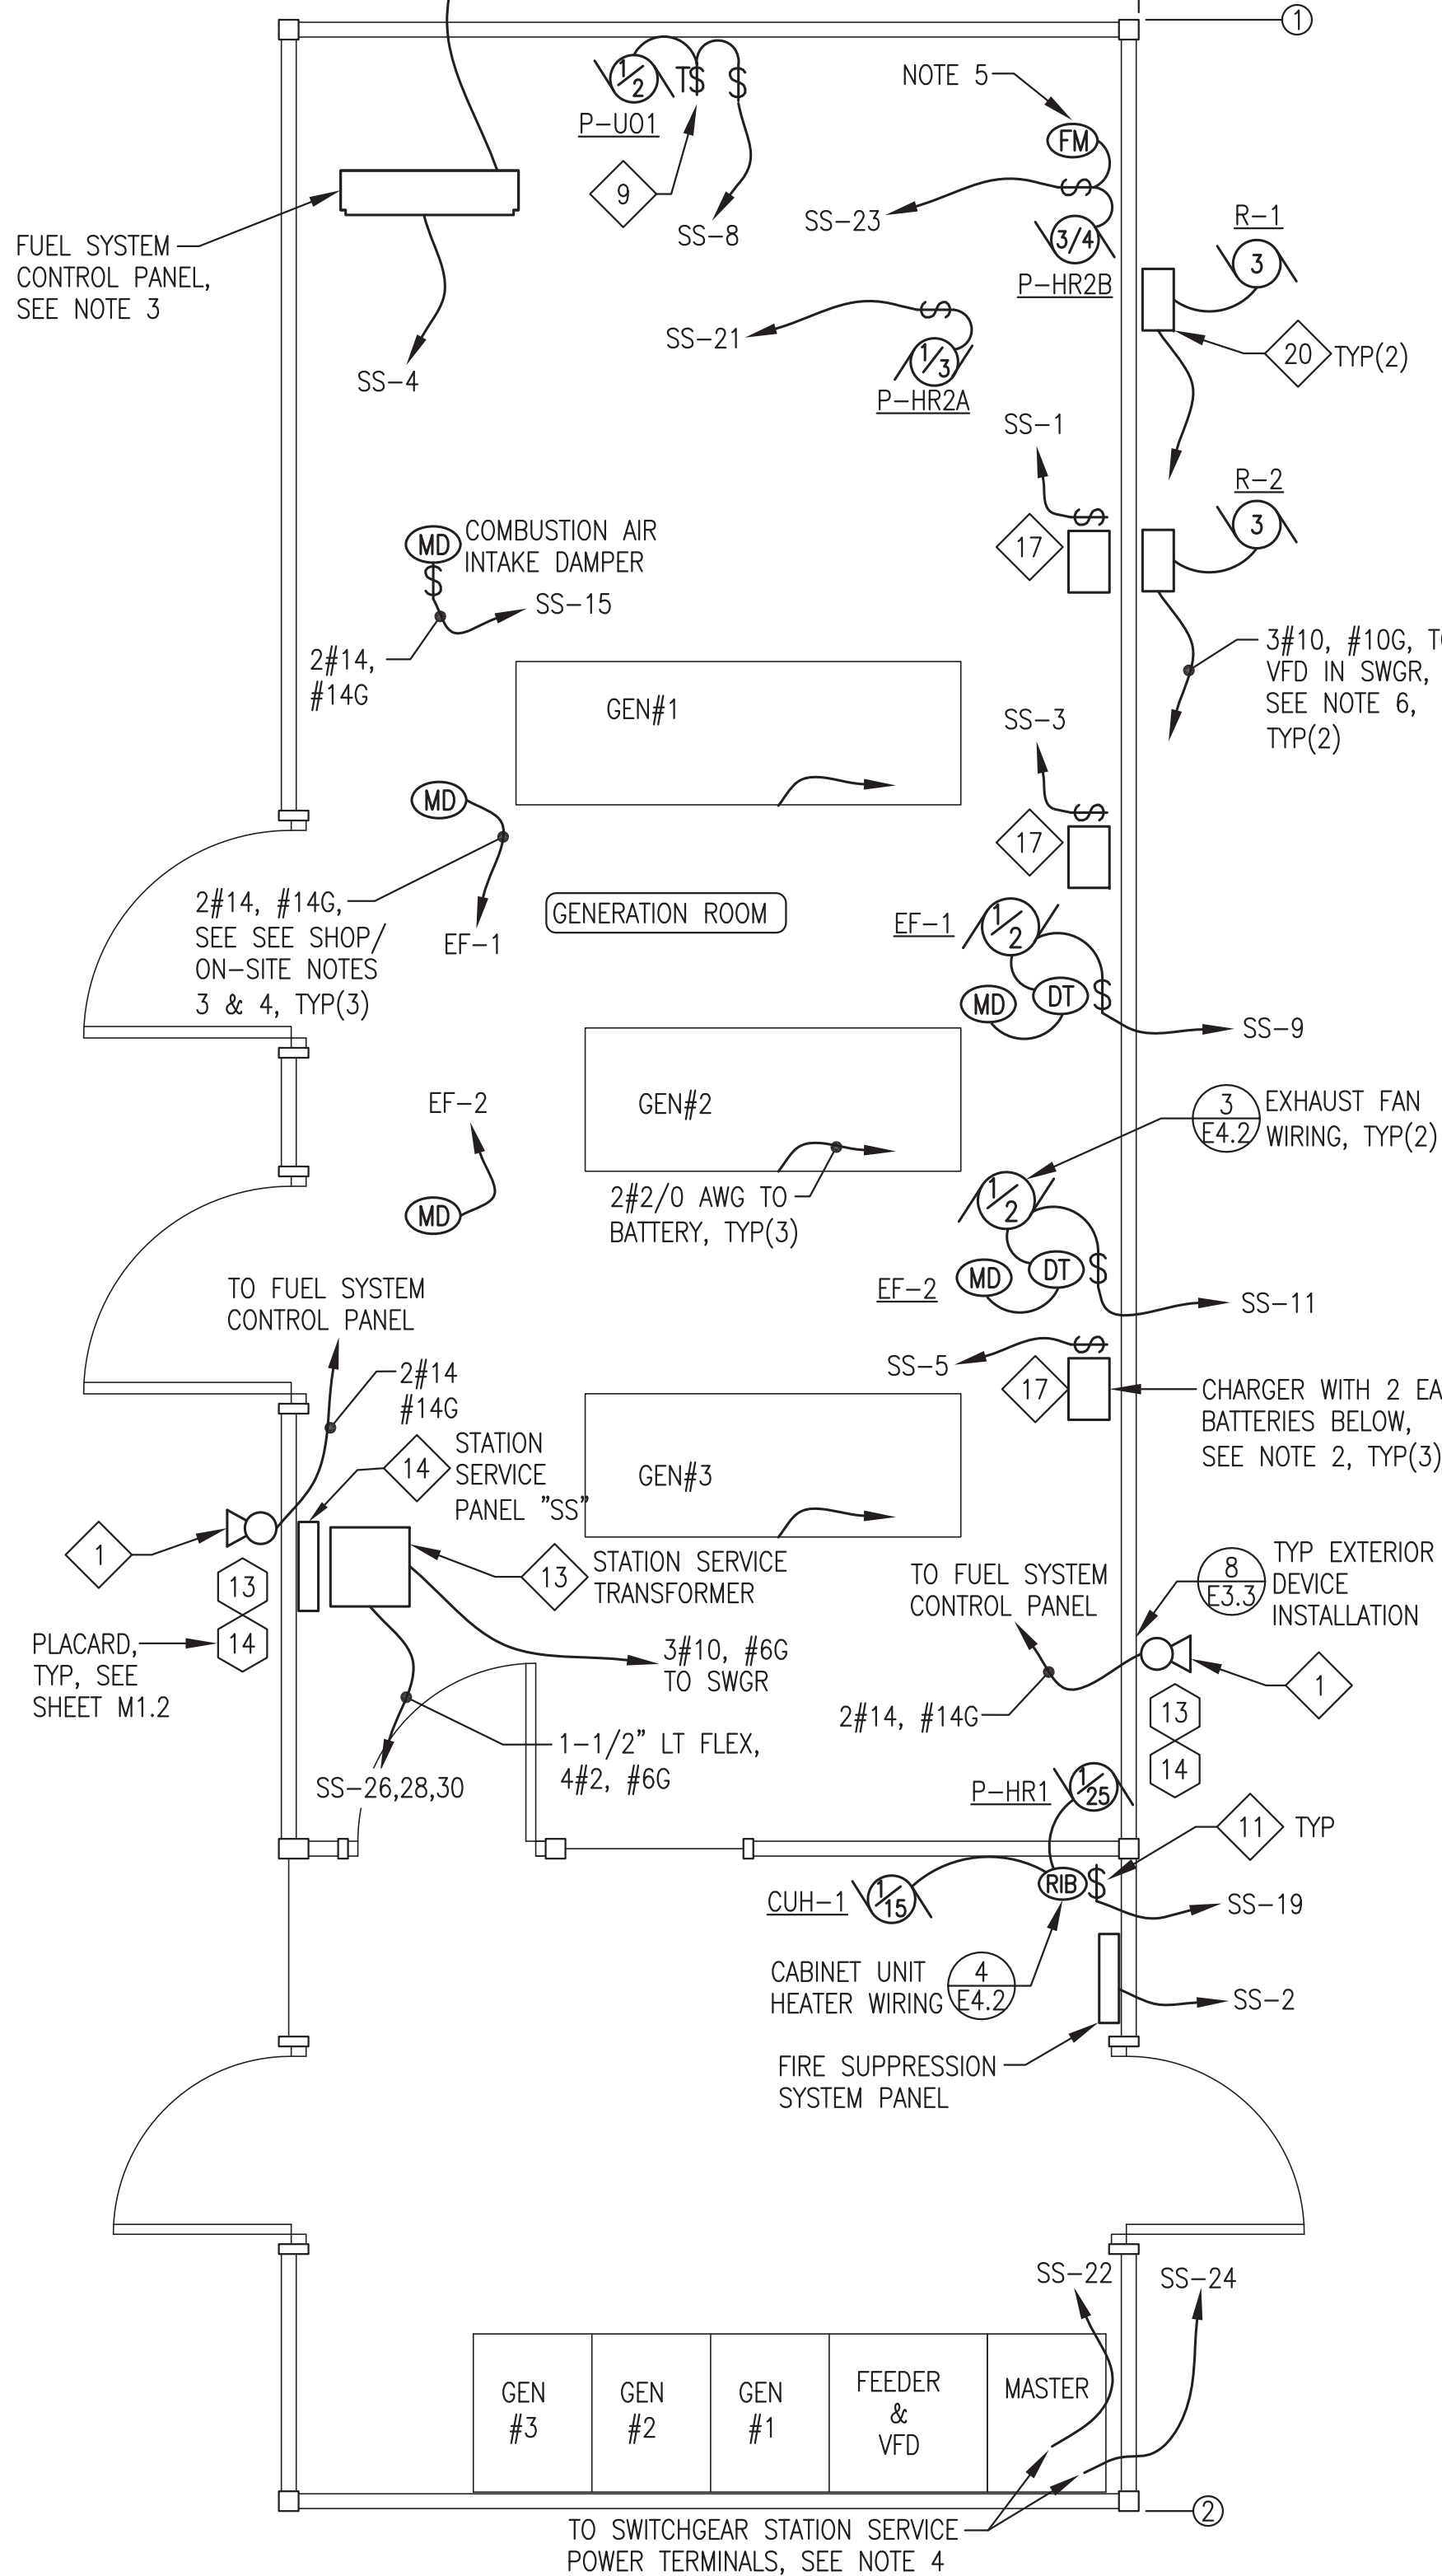 1
NOTE 5
1/2
T$
$
P-UO1
FM
9
SS-8
SS-23
3/4
P-HR2B
R-1
3
FUEL SYSTEM
CONTROL PANEL,
SEE NOTE 3
SS-4
SS-21
1/3
P-HR2A
20
TYP(2)
SS-1
R-2
3
17
MD
COMBUSTION AIR
INTAKE DAMPER
$
SS-15
2#14,
#14G
3#10, #10G,
VFD IN SWGR,
SEE NOTE 6,
TYP(2)
GEN#1
SS-3
MD
17
2#14, #14G,
SEE SEE SHOP/
ON-SITE NOTES
3 & 4, TYP(3)
EF-1
GENERATION ROOM
EF-1
1/2
MD
DT
$
SS-9
EF-2
MD
GEN#2
2#2/0 AWG TO
BATTERY, TYP(3)
3
E4.2
EXHAUST FAN
WIRING, TYP(2)
1/2
EF-2
MD
DT
$
SS-11
TO FUEL SYSTEM
CONTROL PANEL
2#14
#14G
SS-5
17
CHARGER WITH 2 EA
BATTERIES BELOW,
SEE NOTE 2, TYP(3)
14
STATION
SERVICE
PANEL "SS"
GEN#3
1
13
14
PLACARD,
TYP, SEE
SHEET M1.2
13
STATION SERVICE
TRANSFORMER
3#10, #6G
TO SWGR
TO FUEL SYSTEM
CONTROL PANEL
8
E3.3
TYP EXTERIOR
DEVICE
INSTALLATION
2#14, #14G
1
13
14
1-1/2" LT FLEX,
4#2, #6G
SS-26,28,30
P-HR1
1/25
11
TYP
CUH-1
1/15
RIB
$
SS-19
CABINET UNIT
HEATER WIRING
4
E4.2
SS-2
FIRE SUPPRESSION
SYSTEM PANEL
SS-22
SS-24
GEN
#3
GEN
#2
GEN
#1
FEEDER
&
VFD
MASTER
2
TO SWITCHGEAR STATION SERVICE
POWER TERMINALS, SEE NOTE 4